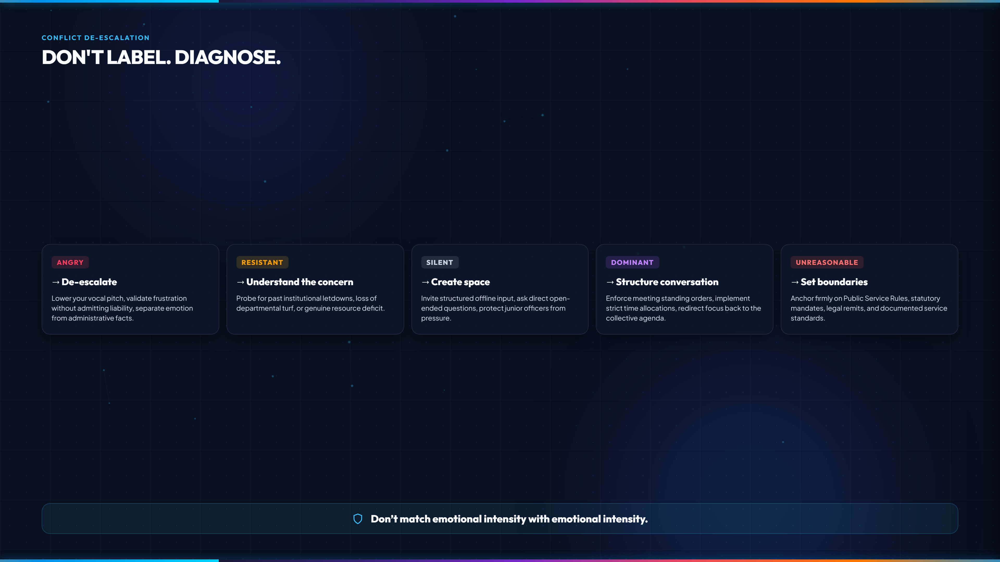 CONFLICT DE-ESCALATION
DON'T LABEL. DIAGNOSE.
ANGRY
→ De-escalate
Lower your vocal pitch, validate frustration
without admitting liability, separate emotion
from administrative facts.
RESISTANT
→ Understand the concern
Probe for past institutional letdowns, loss of
departmental turf, or genuine resource deficit.
SILENT
→ Create space
Invite structured offline input, ask direct open-
ended questions, protect junior officers from
pressure.
DOMINANT
→ Structure conversation
Enforce meeting standing orders, implement
strict time allocations, redirect focus back to the
collective agenda.
UNREASONABLE
→ Set boundaries
Anchor firmly on Public Service Rules, statutory
mandates, legal remits, and documented service
standards.
Don’t match emotional intensity with emotional intensity.